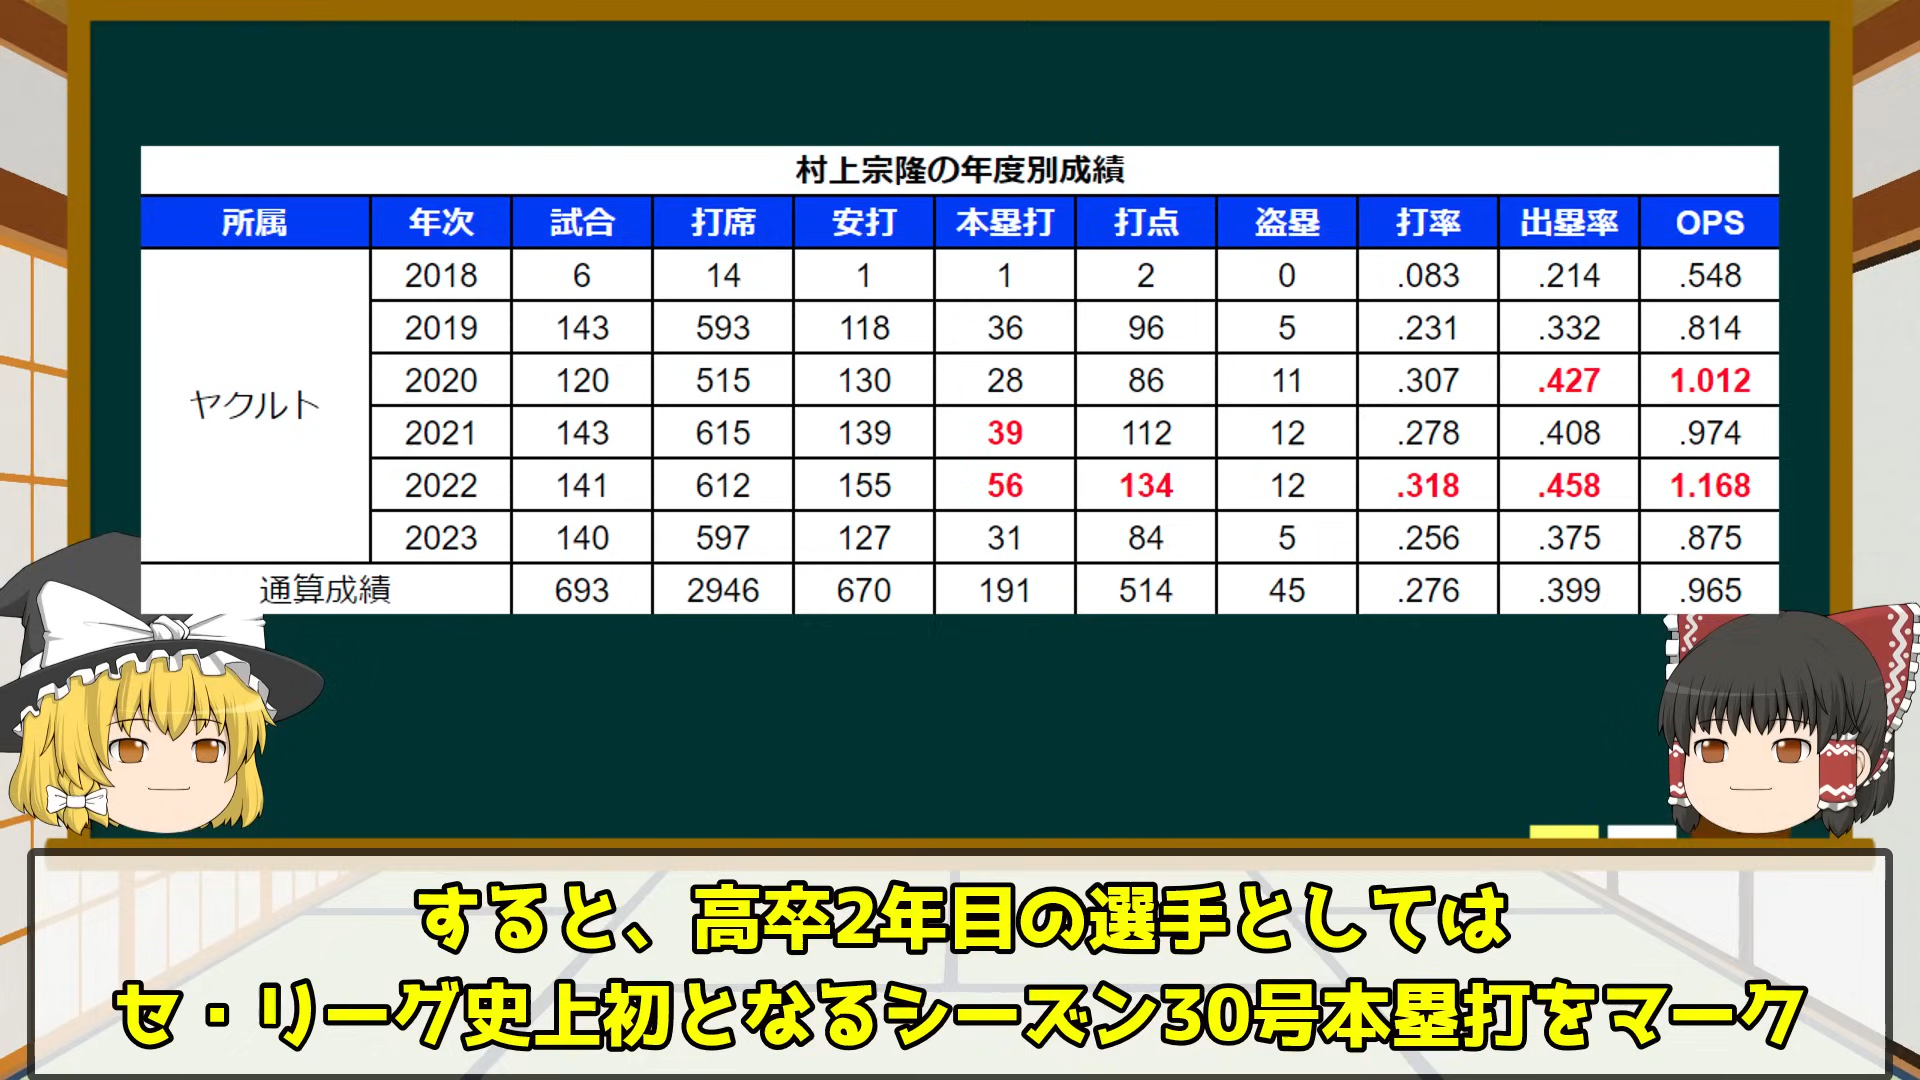 村上宗隆の年度別成績
所属 年次 試合 打席 安打 本塁打 打点 盗塁 打率 出塁率 OPS
ヤクルト
2018 6 14 1 1 2 0 .083 .214 .548
2019 143 593 118 36 96 5 .231 .332 .814
2020 120 515 130 28 86 11 .307 .427 1.012
2021 143 615 139 39 112 12 .278 .408 .974
2022 141 612 155 56 134 12 .318 .458 1.168
2023 140 597 127 31 84 5 .256 .375 .875
通算成績 693 2946 670 191 514 45 .276 .399 .965
すると、高卒2年目の選手としては
セ・リーグ史上初となるシーズン30号本塁打をマーク